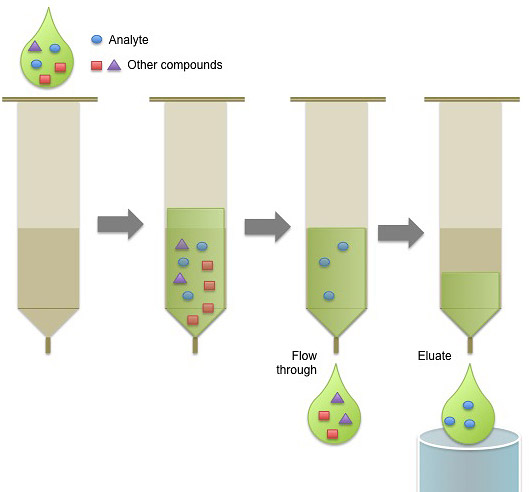 Analyte
Other compounds
Flow
through
Eluate